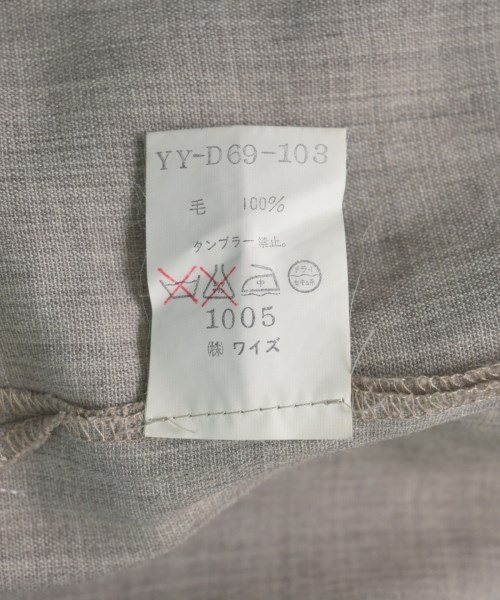 YY-D69-103
毛 100%
タンブラー禁止。
中 ドライ
セキユ系
1005
㈱ ワイズ